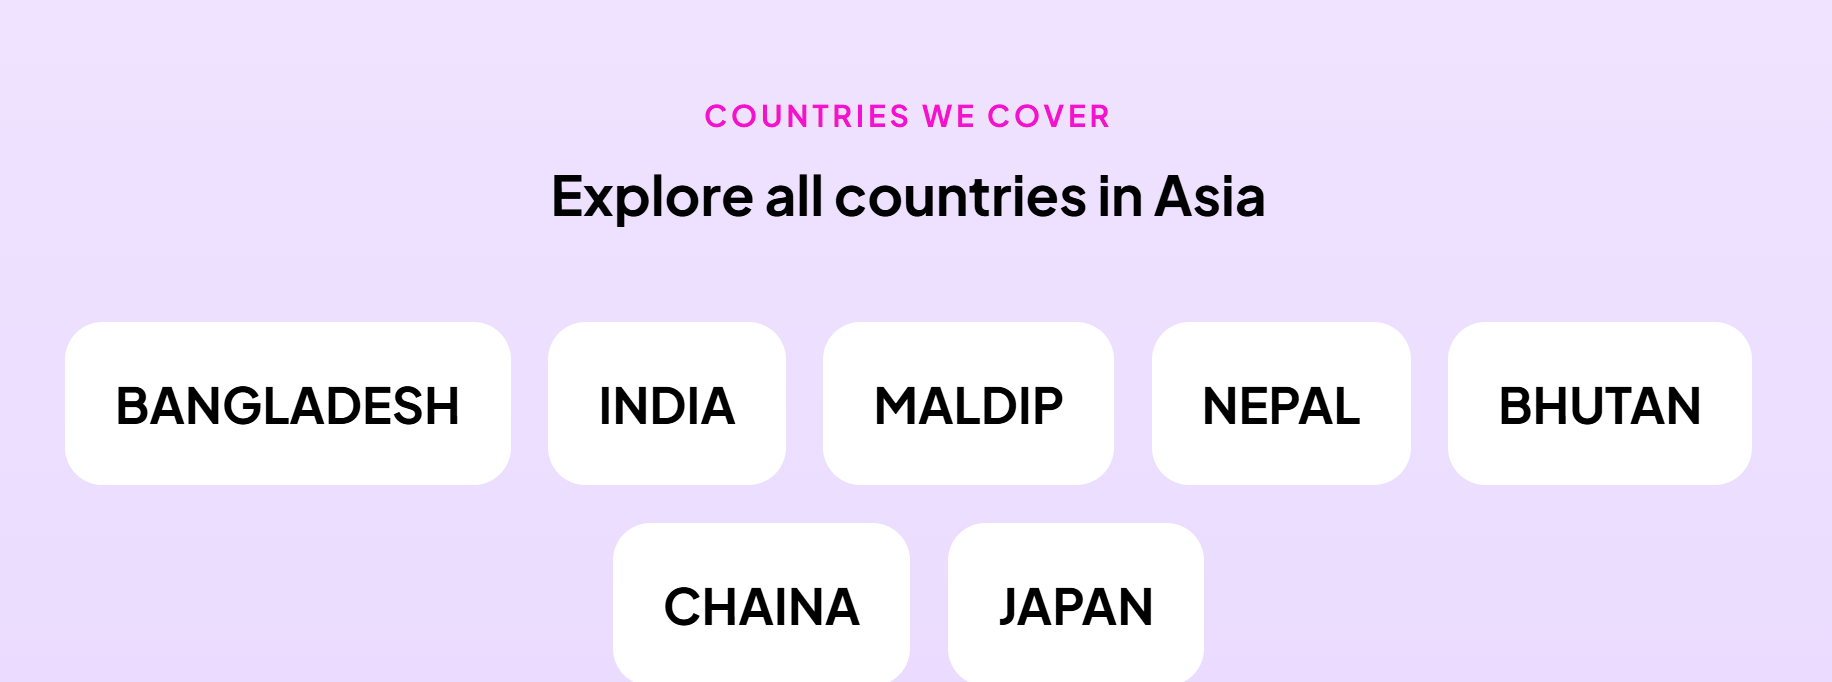 COUNTRIES WE COVER
Explore all countries in Asia
BANGLADESH INDIA MALDIP NEPAL BHUTAN
CHAINA JAPAN